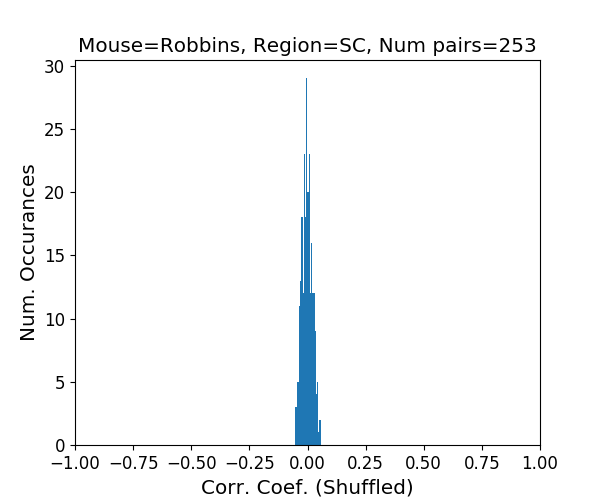 Mouse=Robbins, Region=SC, Num pairs=253
30
25
20
15
10
5
0
Num. Occurances
−1.00 −0.75 −0.50 −0.25 0.00 0.25 0.50 0.75 1.00
Corr. Coef. (Shuffled)